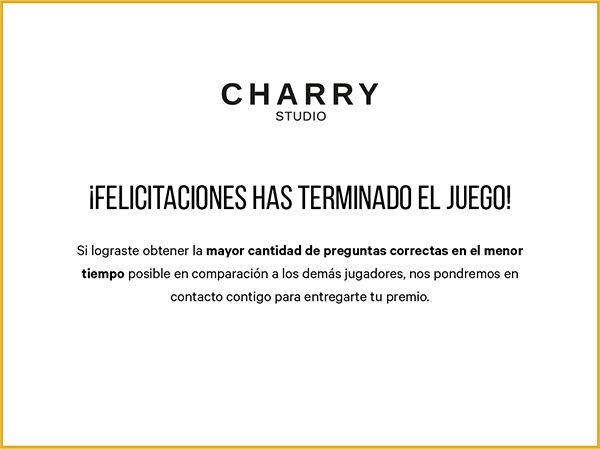 CHARRY
STUDIO
¡FELICITACIONES HAS TERMINADO EL JUEGO!
Si lograste obtener la mayor cantidad de preguntas correctas en el menor
tiempo posible en comparación a los demás jugadores, nos pondremos en
contacto contigo para entregarte tu premio.